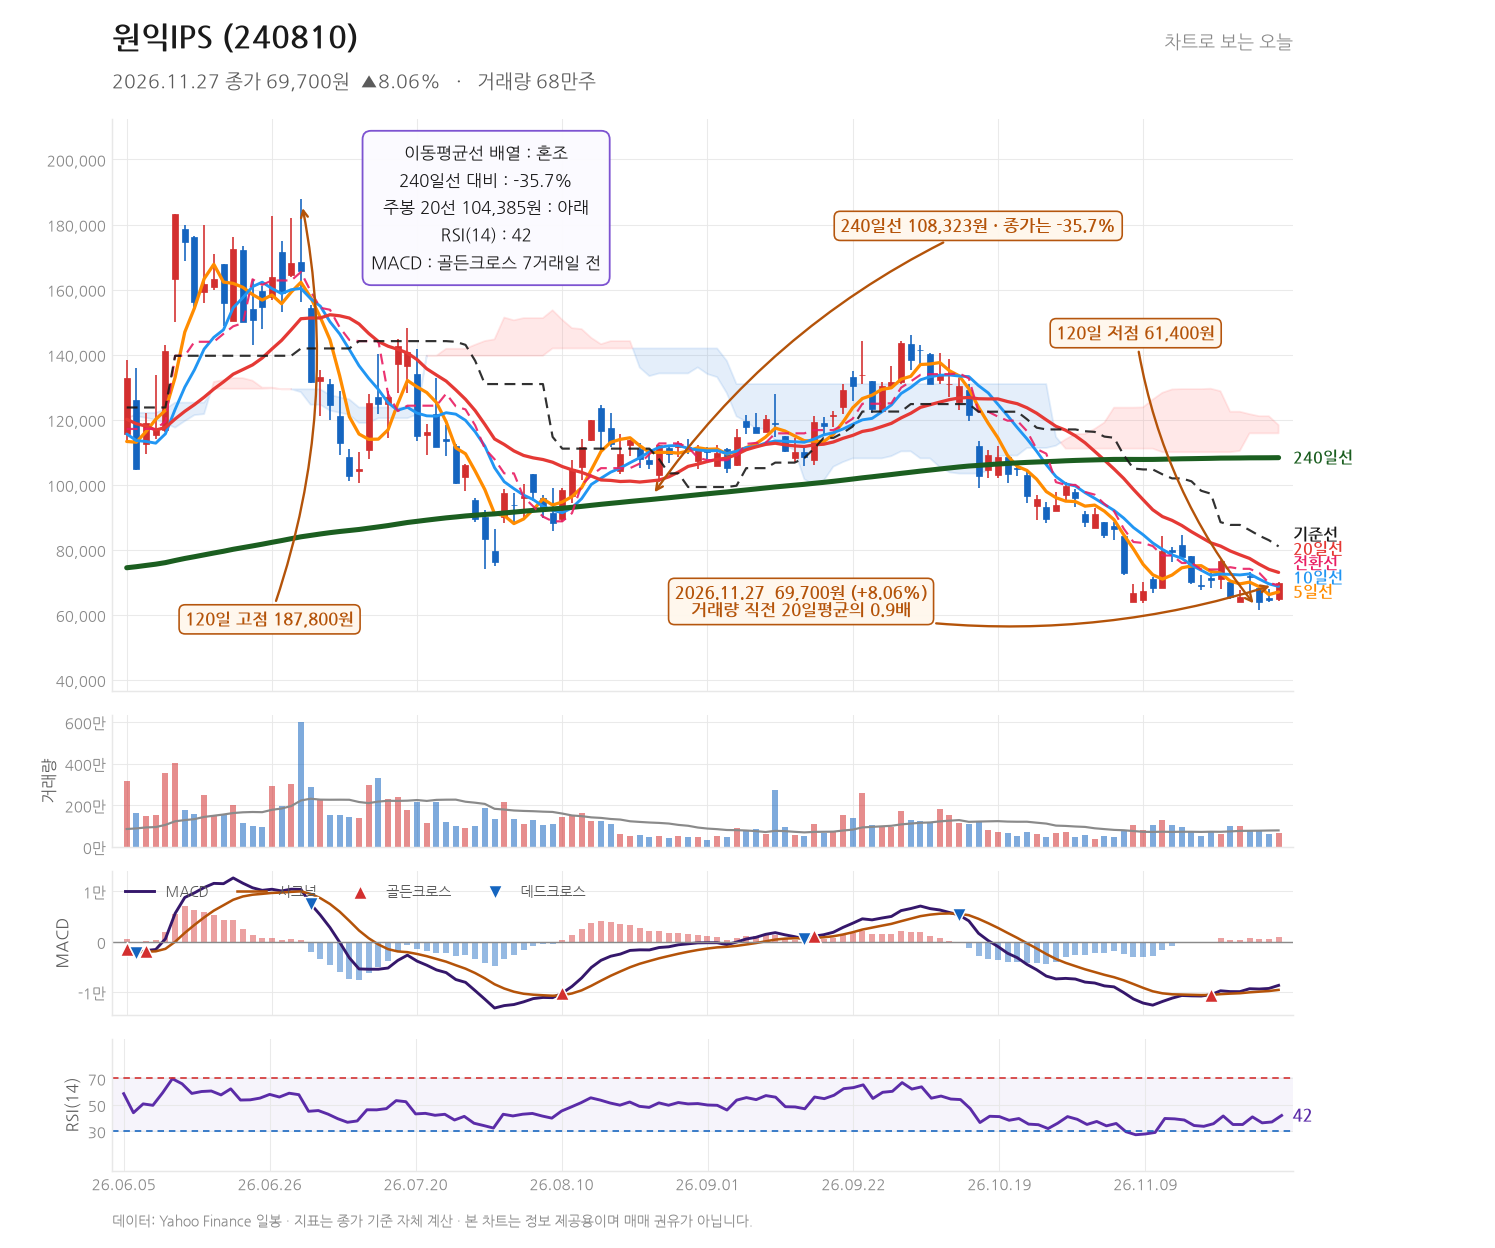 원익IPS (240810)
차트로 보는 오늘
2026.11.27 종가 69,700원 ▲8.06% · 거래량 68만주
이동평균선 배열 : 혼조
240일선 대비 : -35.7%
주봉 20선 104,385원 : 아래
RSI(14) : 42
MACD : 골든크로스 7거래일 전
240일선 108,323원 · 종가는 -35.7%
120일 저점 61,400원
2026.11.27 69,700원 (+8.06%)
거래량 직전 20일평균의 0.9배
120일 고점 187,800원
200,000
180,000
160,000
140,000
120,000
100,000
80,000
60,000
40,000
240일선
기준선
20일선
전환선
10일선
5일선
거래량
600만
400만
200만
0만
MACD
1만
0
-1만
MACD
시그널
골든크로스
데드크로스
RSI(14)
70
50
30
42
26.06.05
26.06.26
26.07.20
26.08.10
26.09.01
26.09.22
26.10.19
26.11.09
데이터: Yahoo Finance 일봉 · 지표는 종가 기준 자체 계산 · 본 차트는 정보 제공용이며 매매 권유가 아닙니다.